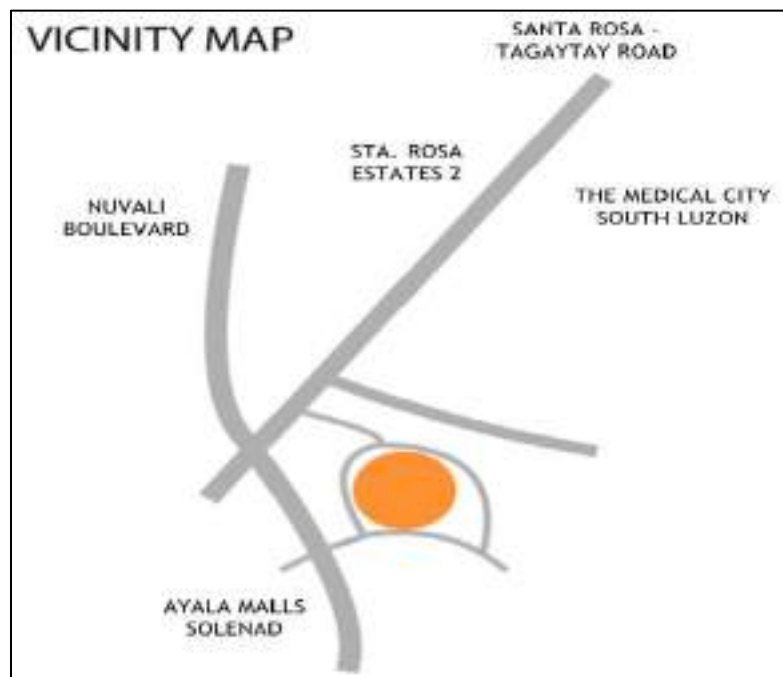 VICINITY MAP
SANTA ROSA -
TAGAYTAY ROAD
STA. ROSA
ESTATES 2
THE MEDICAL CITY
SOUTH LUZON
NUVALI
BOULEVARD
AYALA MALLS
SOLENAD